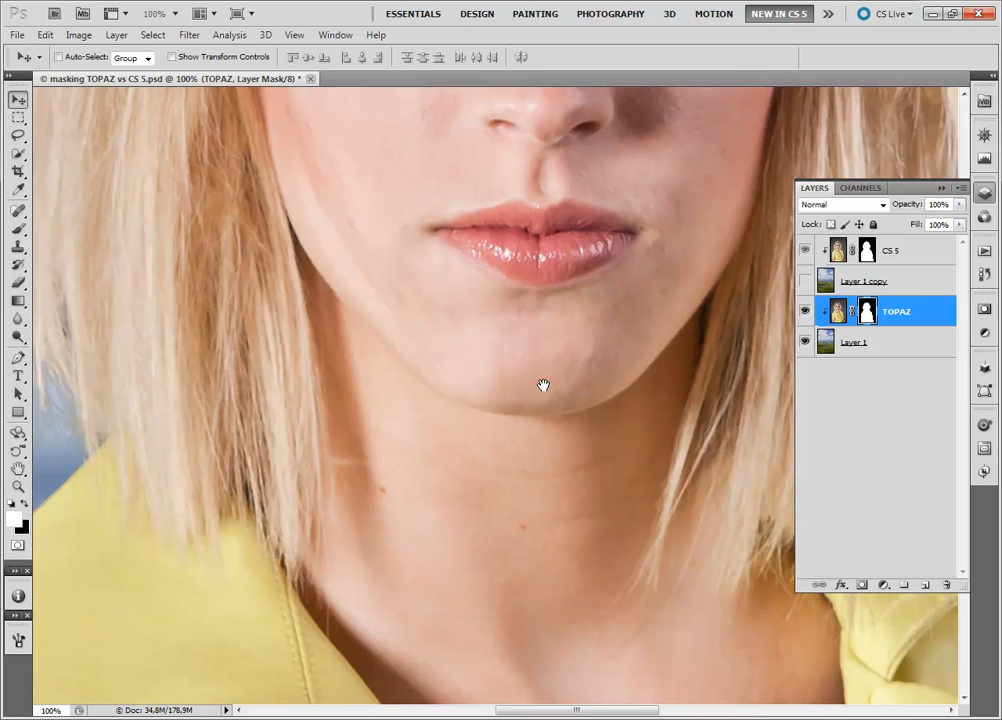 Ps Br Mb 100% ESSENTIALS DESIGN PAINTING PHOTOGRAPHY 3D MOTION NEW IN CS 5 CS Live
File Edit Image Layer Select Filter Analysis 3D View Window Help
Auto-Select: Group Show Transform Controls
© masking TOPAZ vs CS 5.psd @ 100% (TOPAZ, Layer Mask/8) *
Mb
LAYERS CHANNELS
Normal Opacity: 100%
Lock: Fill: 100%
CS 5
Layer 1 copy
TOPAZ
Layer 1
T
fx
100% © Doc: 34,8M/178,9M